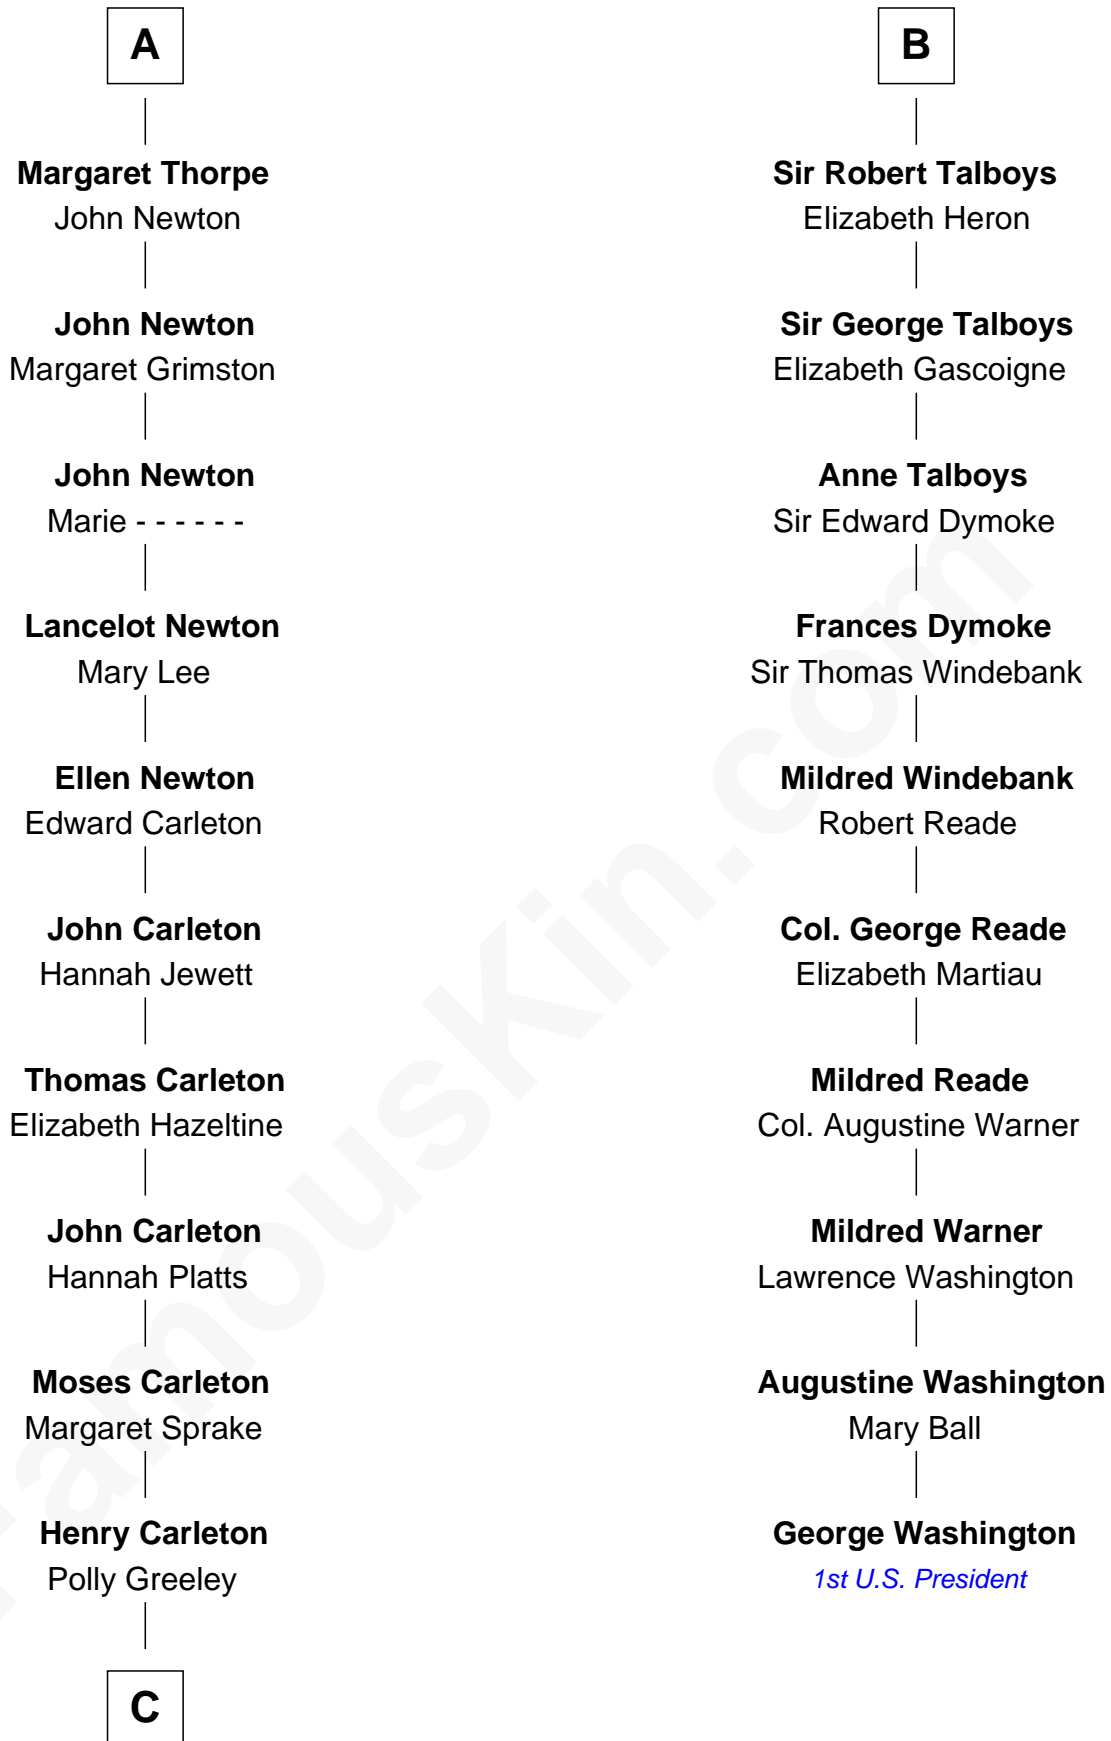 A
Margaret Thorpe
John Newton
John Newton
Margaret Grimston
John Newton
Marie - - - - - -
Lancelot Newton
Mary Lee
Ellen Newton
Edward Carleton
John Carleton
Hannah Jewett
Thomas Carleton
Elizabeth Hazeltine
John Carleton
Hannah Platts
Moses Carleton
Margaret Sprake
Henry Carleton
Polly Greeley
C
B
Sir Robert Talboys
Elizabeth Heron
Sir George Talboys
Elizabeth Gascoigne
Anne Talboys
Sir Edward Dymoke
Frances Dymoke
Sir Thomas Windebank
Mildred Windebank
Robert Reade
Col. George Reade
Elizabeth Martiau
Mildred Reade
Col. Augustine Warner
Mildred Warner
Lawrence Washington
Augustine Washington
Mary Ball
George Washington
1st U.S. President
FamousKin.com